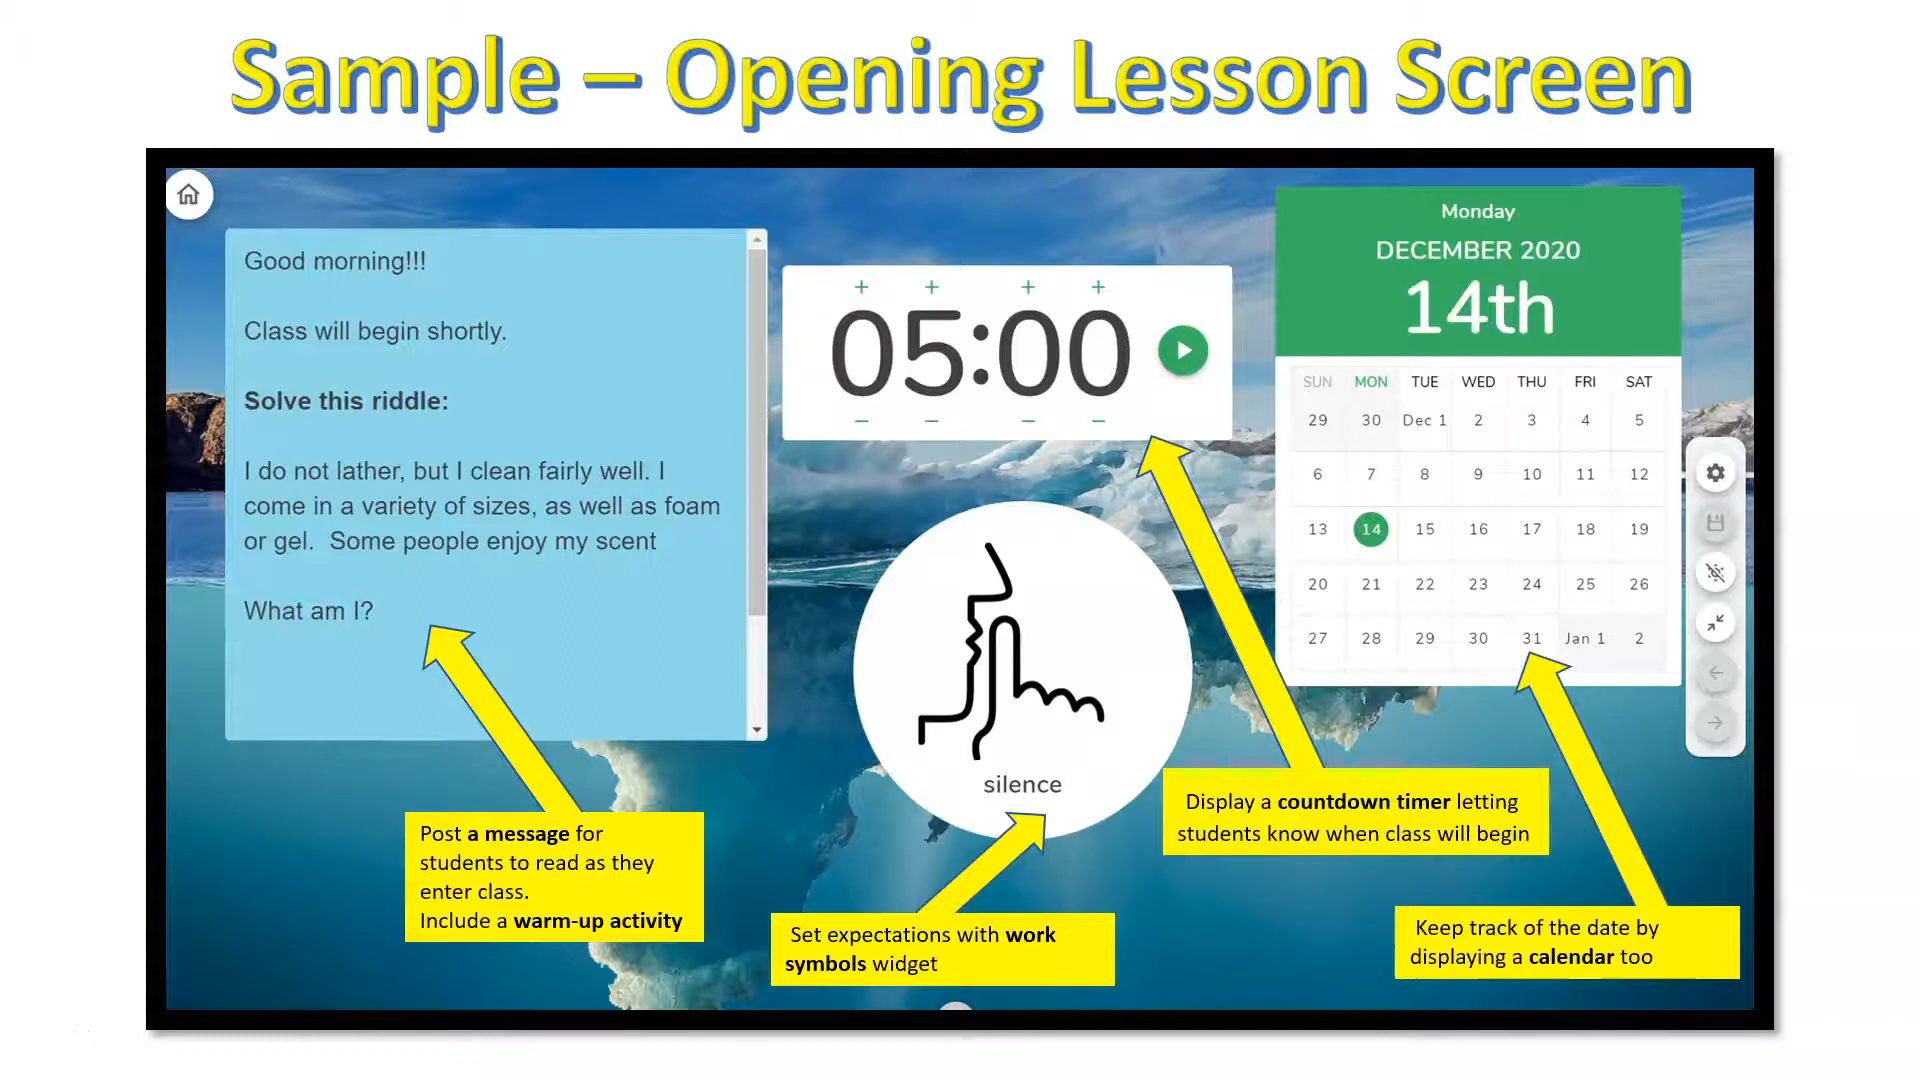 Sample – Opening Lesson Screen
Good morning!!!
Class will begin shortly.
Solve this riddle:
I do not lather, but I clean fairly well. I
come in a variety of sizes, as well as foam
or gel.  Some people enjoy my scent
What am I?
+ + + +
05:00
– – – –
silence
Monday
DECEMBER 2020
14th
SUN MON TUE WED THU FRI SAT
29 30 Dec 1 2 3 4 5
6 7 8 9 10 11 12
13 14 15 16 17 18 19
20 21 22 23 24 25 26
27 28 29 30 31 Jan 1 2
Post a message for
students to read as they
enter class.
Include a warm-up activity
Set expectations with work
symbols widget
Display a countdown timer letting
students know when class will begin
Keep track of the date by
displaying a calendar too